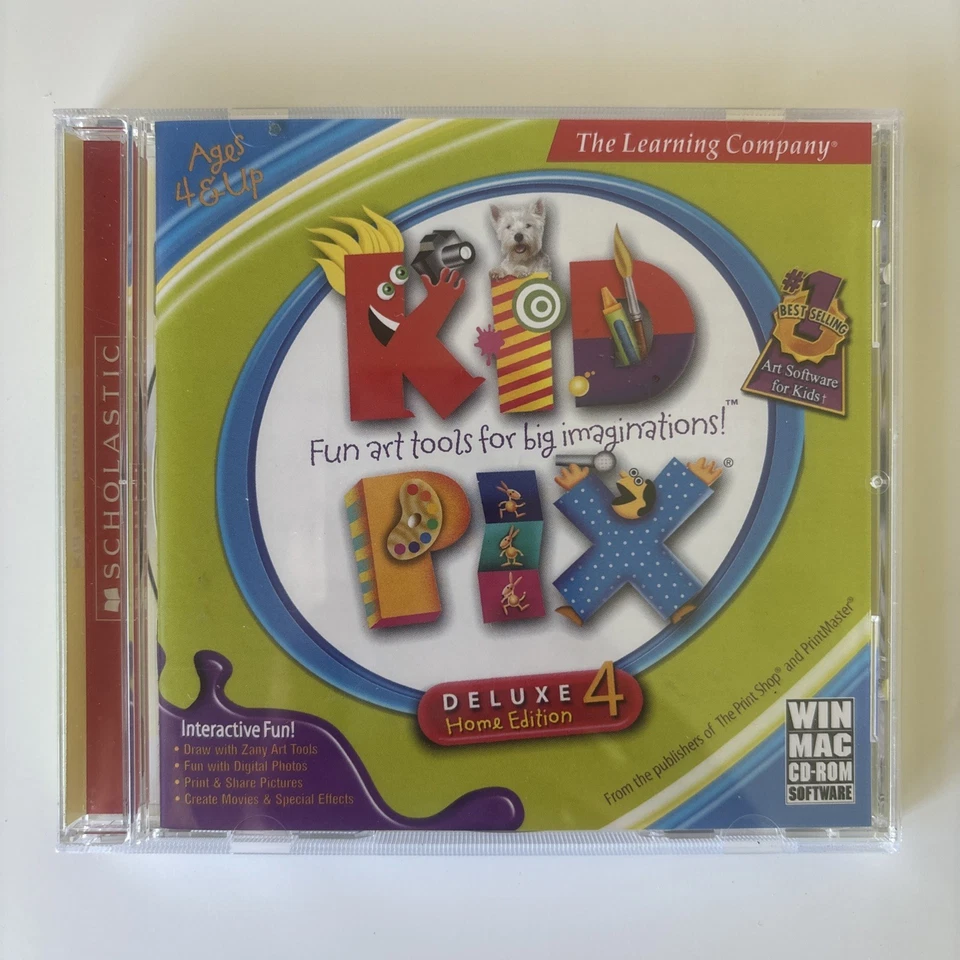 Ages
4 & Up
The Learning Company®
KID
#1
BEST SELLING
Art Software
for Kids†
Fun art tools for big imaginations!™
PIX®
DELUXE 4
Home Edition
Interactive Fun!
• Draw with Zany Art Tools
• Fun with Digital Photos
• Print & Share Pictures
• Create Movies & Special Effects
From the publishers of The Print Shop® and PrintMaster®
WIN
MAC
CD-ROM
SOFTWARE
SCHOLASTIC